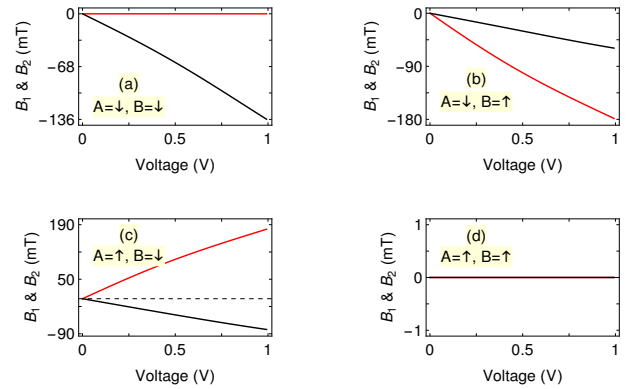 B₁ & B₂ (mT)
0
−68
−136
(a)
A=↓, B=↓
0
0.5
1
Voltage (V)
B₁ & B₂ (mT)
0
−90
−180
(b)
A=↓, B=↑
0
0.5
1
Voltage (V)
B₁ & B₂ (mT)
190
50
−90
(c)
A=↑, B=↓
0
0.5
1
Voltage (V)
B₁ & B₂ (mT)
1
0
−1
(d)
A=↑, B=↑
0
0.5
1
Voltage (V)